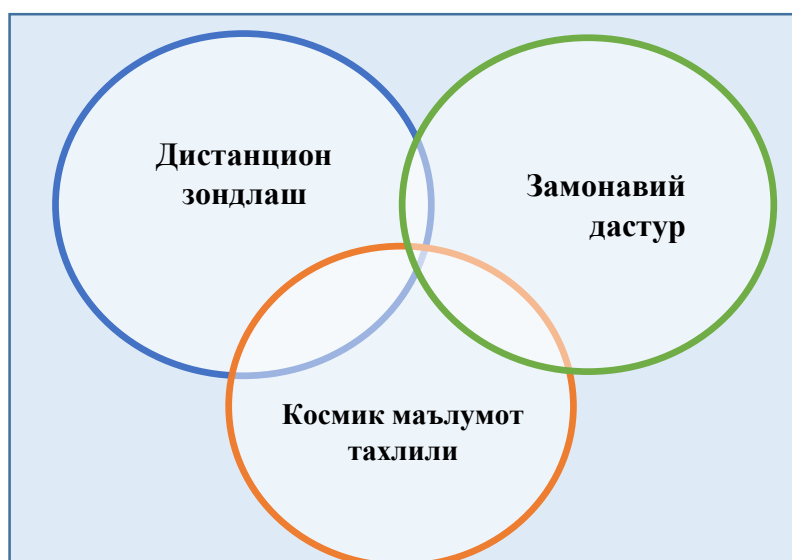 Дистанцион
зондлаш
Замонавий
дастур
Космик маълумот
тахлили